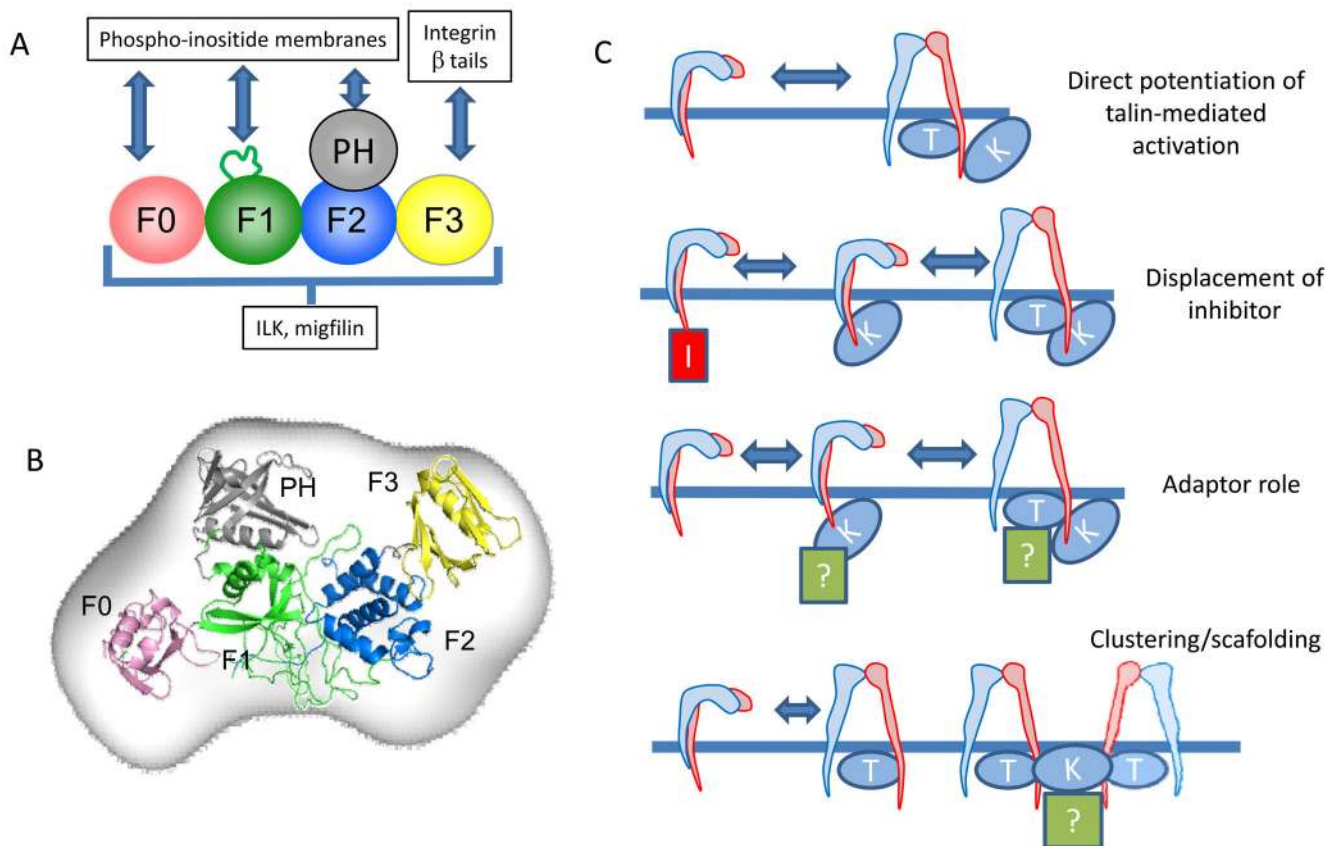 A
Phospho-inositide membranes
Integrin
β tails
PH
F0
F1
F2
F3
ILK, migfilin
B
PH
F3
F0
F1
F2
C
Direct potentiation of
talin-mediated
activation
T
K
Displacement of
inhibitor
I
K
T
K
Adaptor role
K
?
T
K
?
Clustering/scafolding
T
T
K
T
?